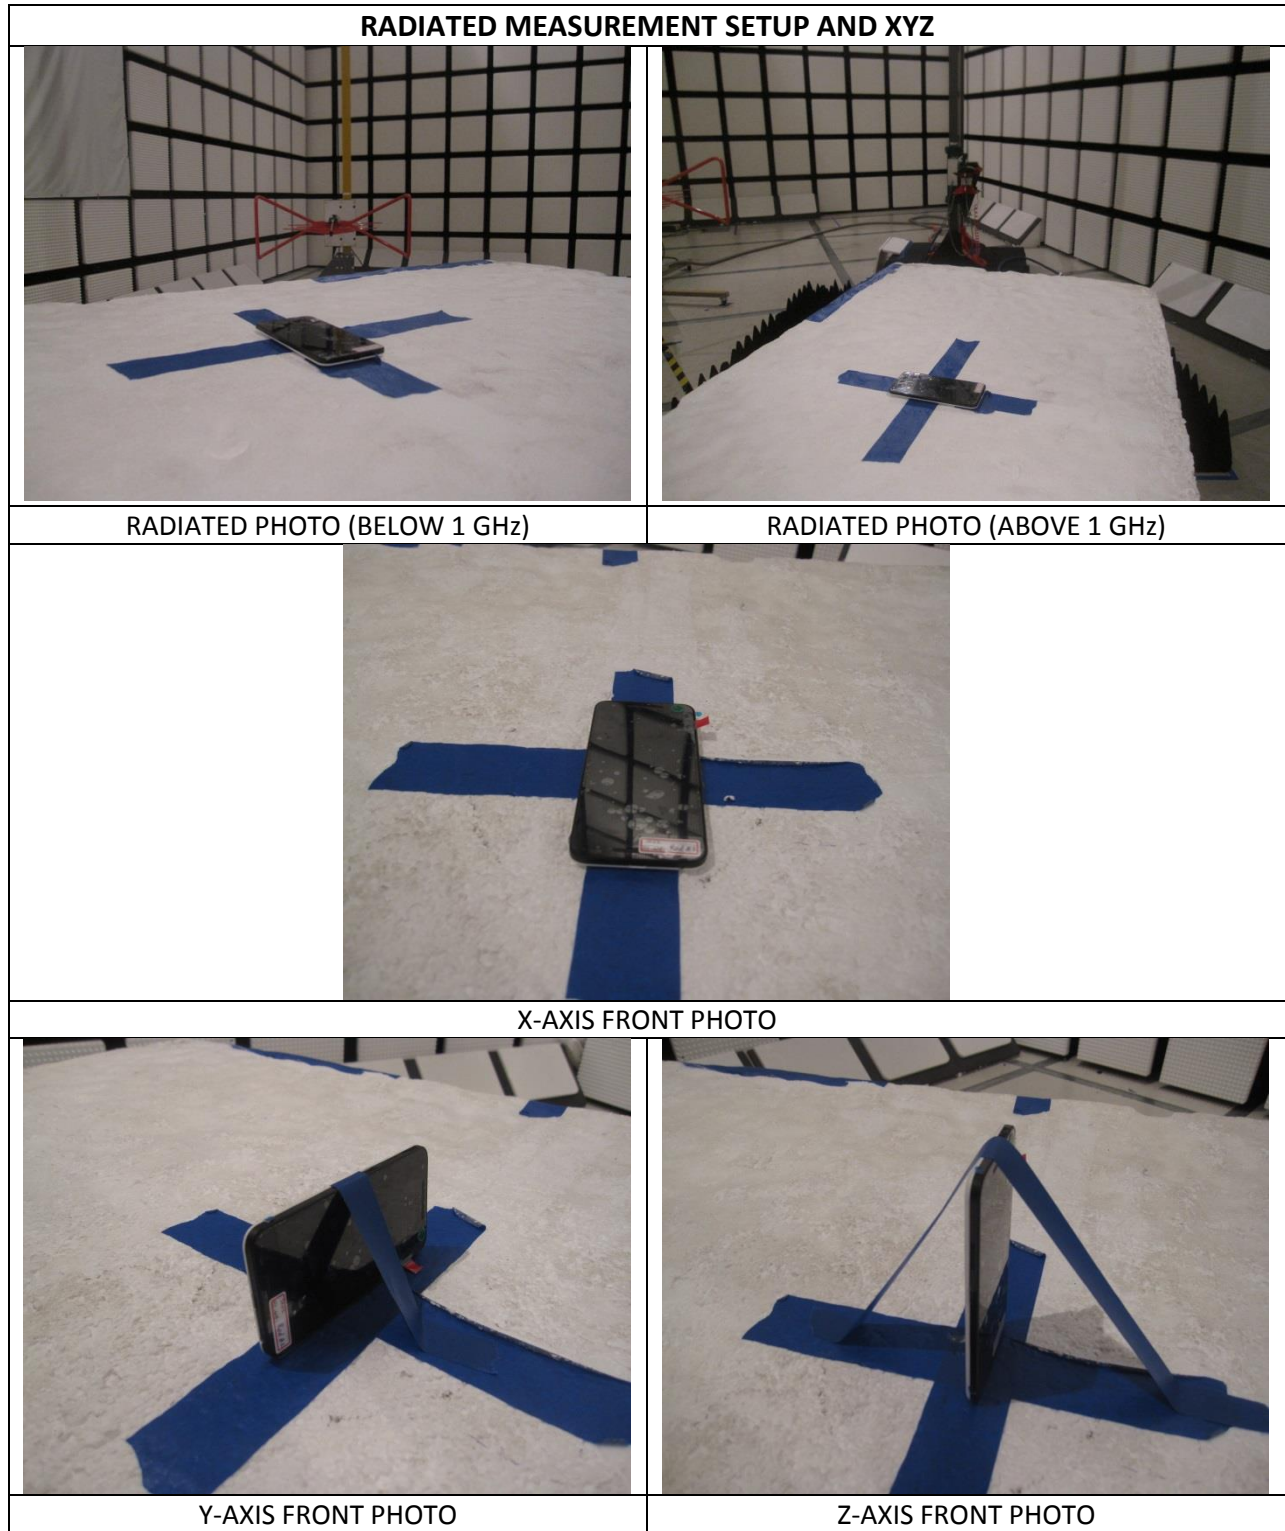 RADIATED MEASUREMENT SETUP AND XYZ
RADIATED PHOTO (BELOW 1 GHz)
RADIATED PHOTO (ABOVE 1 GHz)
X-AXIS FRONT PHOTO
Y-AXIS FRONT PHOTO
Z-AXIS FRONT PHOTO